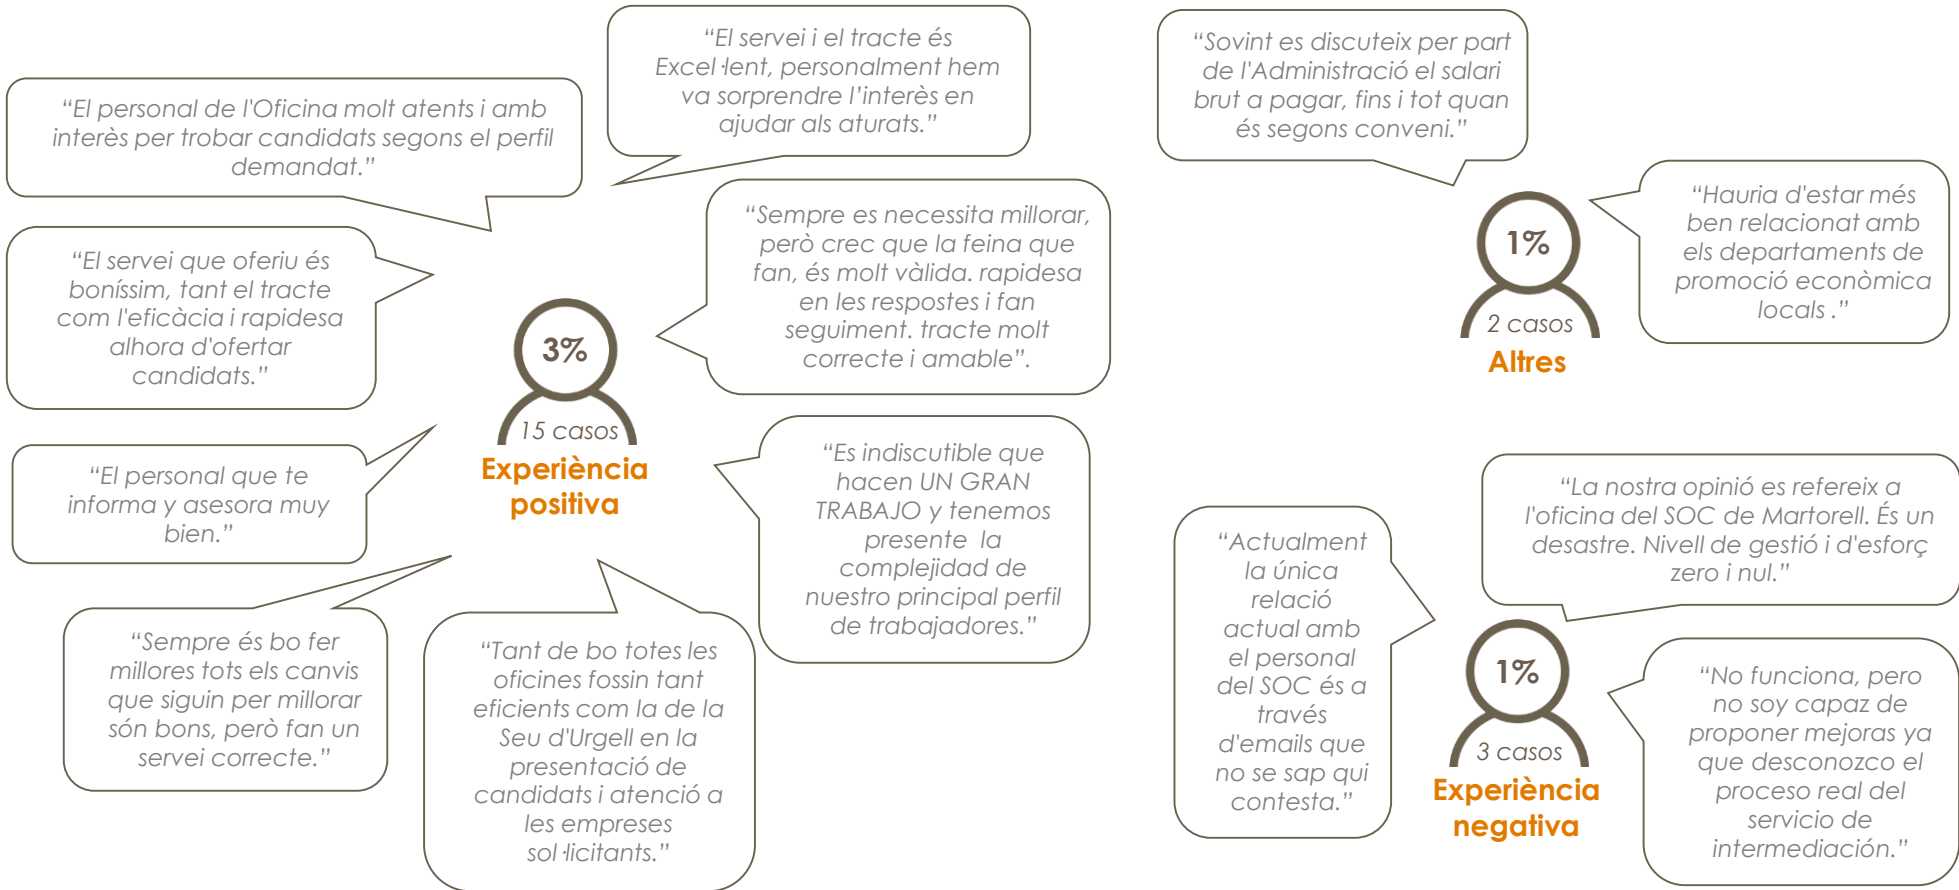 “El personal de l'Oficina molt atents i amb
interès per trobar candidats segons el perfil
demandat.”
“El servei i el tracte és
Excel·lent, personalment hem
va sorprendre l’interès en
ajudar als aturats.”
“El servei que oferiu és
boníssim, tant el tracte
com l'eficàcia i rapidesa
alhora d'ofertar
candidats.”
“Sempre es necessita millorar,
però crec que la feina que
fan, és molt vàlida. rapidesa
en les respostes i fan
seguiment. tracte molt
correcte i amable”.
3%
15 casos
Experiència
positiva
“El personal que te
informa y asesora muy
bien.”
“Es indiscutible que
hacen UN GRAN
TRABAJO y tenemos
presente la
complejidad de
nuestro principal perfil
de trabajadores.”
“Sempre és bo fer
millores tots els canvis
que siguin per millorar
són bons, però fan un
servei correcte.”
“Tant de bo totes les
oficines fossin tant
eficients com la de la
Seu d'Urgell en la
presentació de
candidats i atenció a
les empreses
sol·licitants.”
“Sovint es discuteix per part
de l'Administració el salari
brut a pagar, fins i tot quan
és segons conveni.”
“Hauria d'estar més
ben relacionat amb
els departaments de
promoció econòmica
locals .”
1%
2 casos
Altres
“La nostra opinió es refereix a
l'oficina del SOC de Martorell. És un
desastre. Nivell de gestió i d'esforç
zero i nul.”
“Actualment
la única
relació
actual amb
el personal
del SOC és a
través
d'emails que
no se sap qui
contesta.”
1%
3 casos
Experiència
negativa
“No funciona, pero
no soy capaz de
proponer mejoras ya
que desconozco el
proceso real del
servicio de
intermediación.”